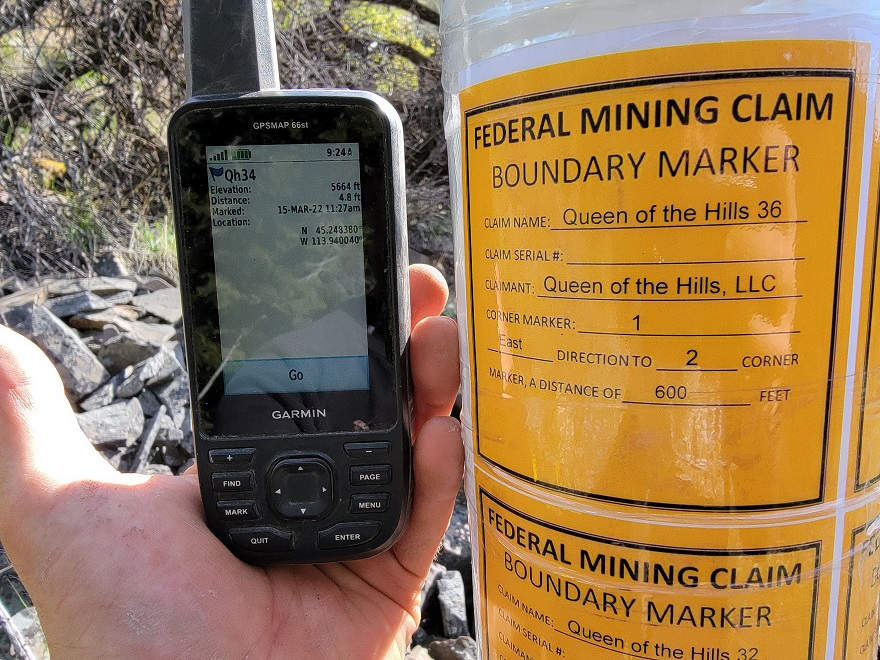 GPSMAP 66st
9:24
Qh34
Elevation: 5664 ft
Distance: 4.8 ft
Marked: 15-MAR-22 11:27am
Location:
N 45.248380°
W 113.940040°
Go
GARMIN
+ −
FIND PAGE
MARK MENU
QUIT ENTER
FEDERAL MINING CLAIM
BOUNDARY MARKER
CLAIM NAME: Queen of the Hills 36
CLAIM SERIAL #:
CLAIMANT: Queen of the Hills, LLC
CORNER MARKER: 1
East DIRECTION TO 2 CORNER
MARKER, A DISTANCE OF 600 FEET
FEDERAL MINING CLAIM
BOUNDARY MARKER
CLAIM NAME: Queen of the Hills 32
CLAIM SERIAL #:
CLAIMANT: